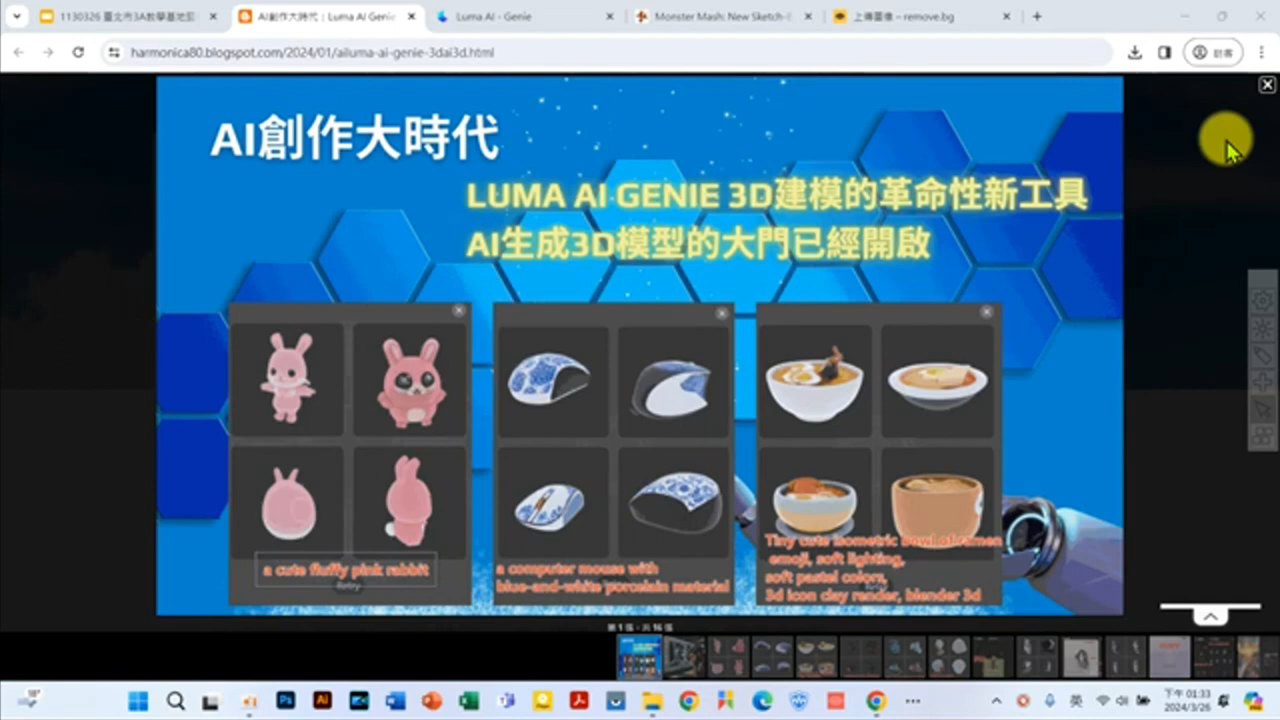 1130326 臺北市3A教學基地
AI創作大時代：Luma AI Genie
Luma AI - Genie
Monster Mash: New Sketch-
上傳圖像 – remove.bg
harmonica80.blogspot.com/2024/01/ailuma-ai-genie-3dai3d.html
訪客
AI創作大時代
LUMA AI GENIE 3D建模的革命性新工具
AI生成3D模型的大門已經開啟
a cute fluffy pink rabbit
Retry
a computer mouse with
blue-and-white porcelain material
Tiny cute isometric bowl of ramen
emoji, soft lighting,
soft pastel colors,
3d icon clay render, blender 3d
第 1 張，共 16 張
18°
英
下午 01:33
2024/3/26